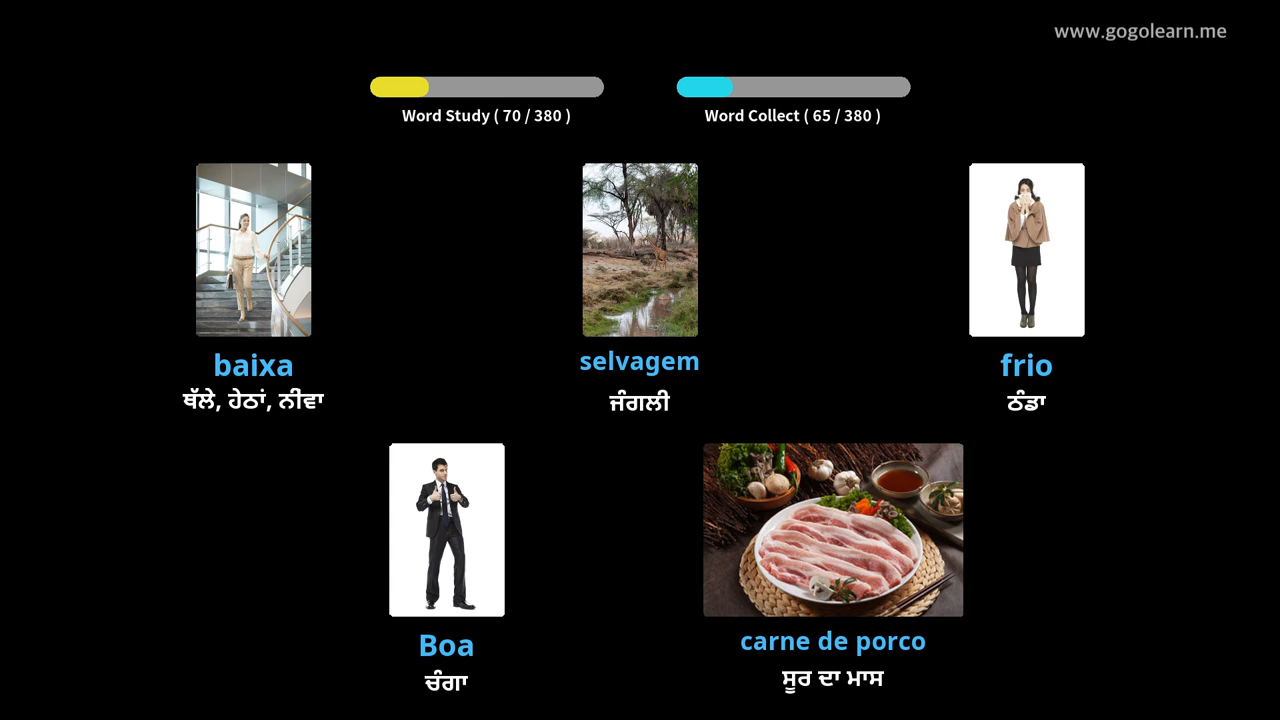 www.gogolearn.me
Word Study ( 70 / 380 )
Word Collect ( 65 / 380 )
baixa
ਥੱਲੇ, ਹੇਠਾਂ, ਨੀਵਾ
selvagem
ਜੰਗਲੀ
frio
ਠੰਡਾ
Boa
ਚੰਗਾ
carne de porco
ਸੂਰ ਦਾ ਮਾਸ